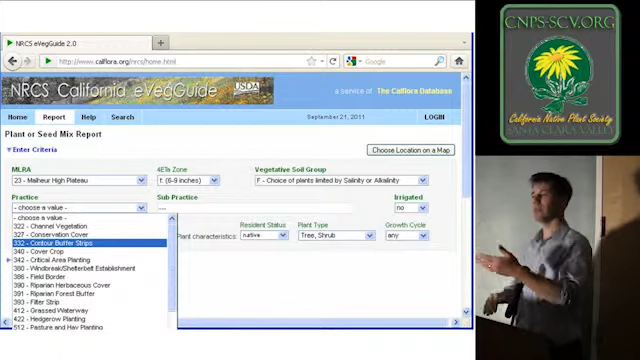 NRCS eVegGuide 2.0
http://www.calflora.org/nrcs/home.html
Google
NRCS California eVegGuide
USDA
a service of The Calflora Database
Home
Report
Help
Search
September 21, 2011
LOGIN
Plant or Seed Mix Report
Enter Criteria
Choose Location on a Map
MLRA
4ETa Zone
Vegetative Soil Group
23 - Malheur High Plateau
f. (6-9 inches)
F - Choice of plants limited by Salinity or Alkalinity
Practice
Sub Practice
Irrigated
- choose a value -
---
no
- choose a value -
322 - Channel Vegetation
327 - Conservation Cover
332 - Contour Buffer Strips
340 - Cover Crop
342 - Critical Area Planting
380 - Windbreak/Shelterbelt Establishment
386 - Field Border
390 - Riparian Herbaceous Cover
391 - Riparian Forest Buffer
393 - Filter Strip
412 - Grassed Waterway
422 - Hedgerow Planting
512 - Pasture and Hay Planting
Plant characteristics:
Resident Status
Plant Type
Growth Cycle
native
Tree, Shrub
any
CNPS-SCV.ORG
California Native Plant Society
SANTA CLARA VALLEY